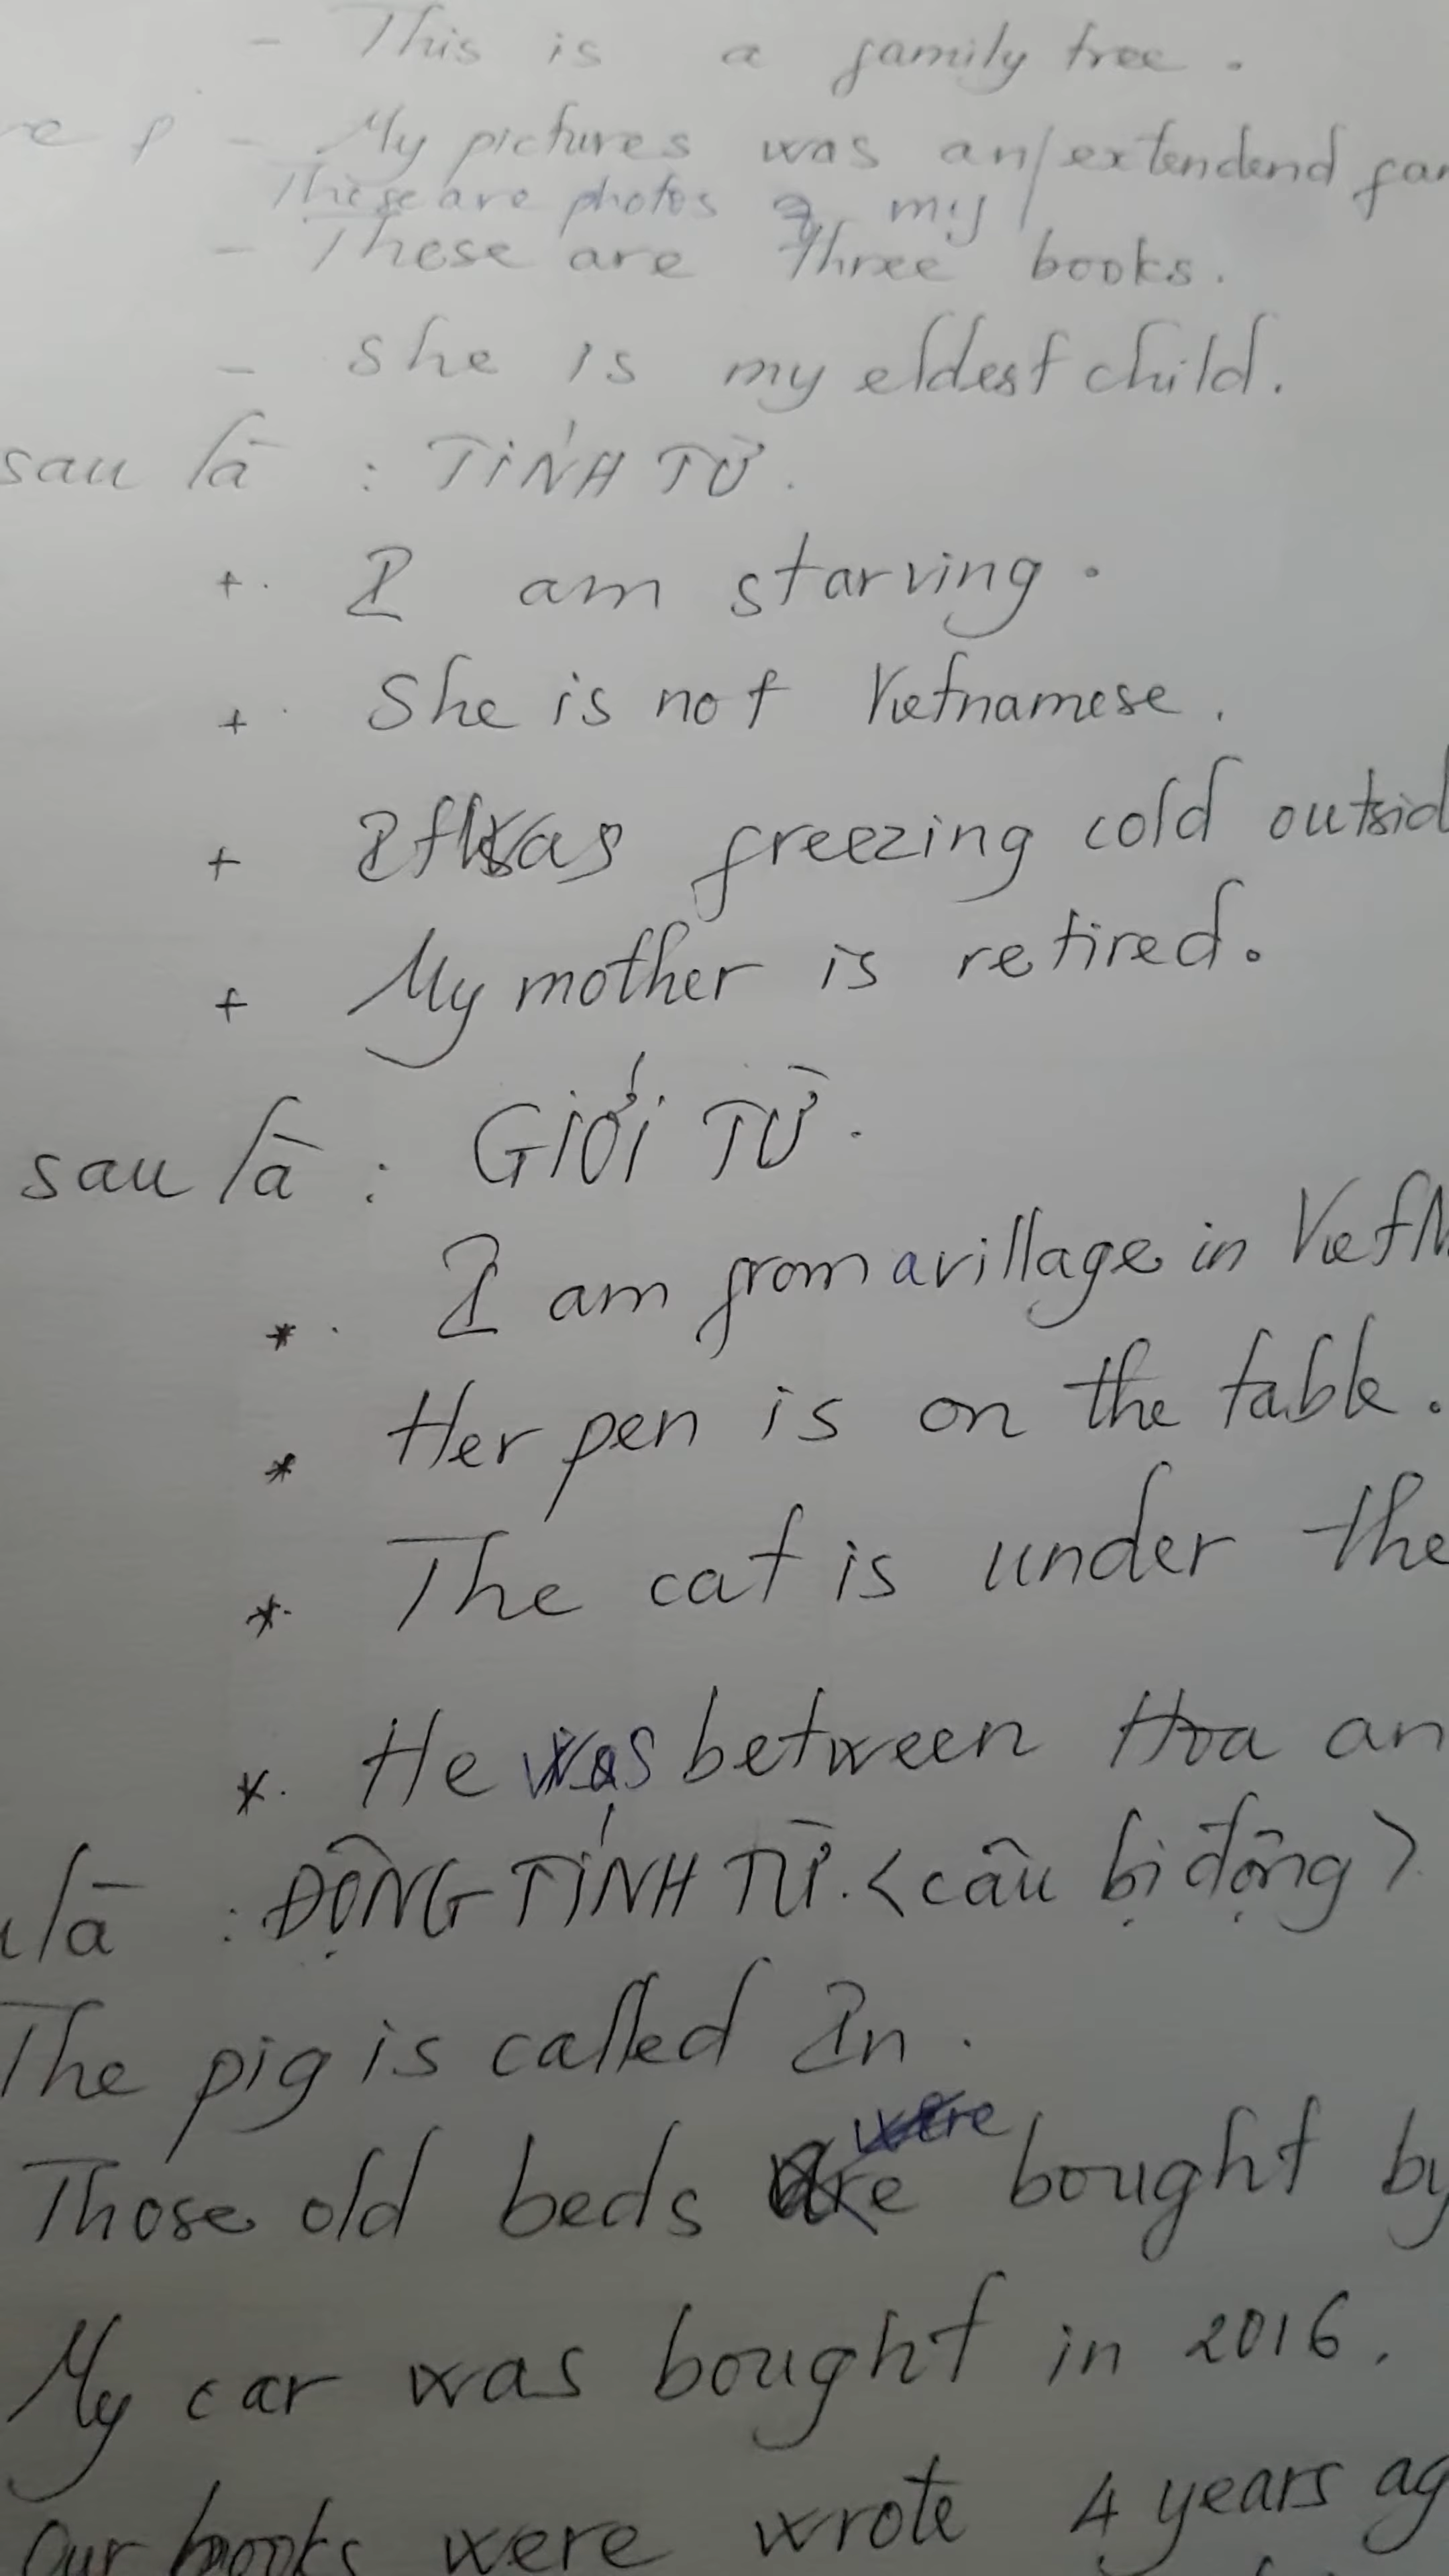 - This is a family tree.
- My pictures was an/extendend
These are photos of my
- These are three books.
- She is my eldest child.
sau là : TÍNH TỪ.
+ I am starving.
+ She is not Vietnamese.
+ It was freezing cold outsid
+ My mother is retired.
sau là : GIỚI TỪ.
* I am from a village in Viet
* Her pen is on the table.
* The cat is under the
* He was between Hoa an
là : ĐỘNG TÍNH TỪ. <câu bị động>
The pig is called In.
were
Those old beds are bought by
My car was bought in 2016.
Our books were wrote 4 years ag